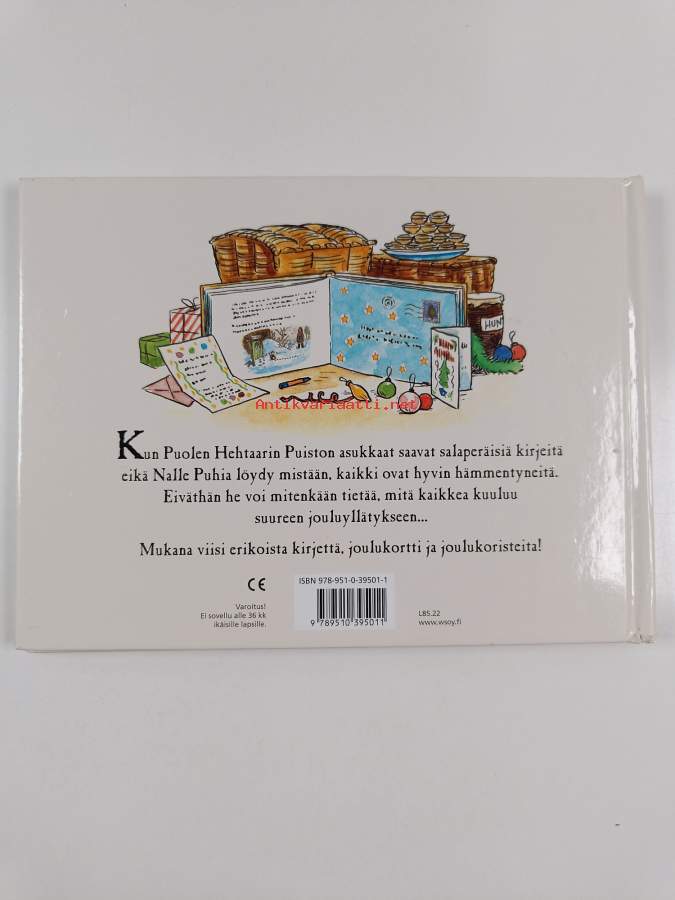 HUN
Antikvariaatti.net
Kun Puolen Hehtaarin Puiston asukkaat saavat salaperäisiä kirjeitä
eikä Nalle Puhia löydy mistään, kaikki ovat hyvin hämmentyneitä.
Eiväthän he voi mitenkään tietää, mitä kaikkea kuuluu
suureen jouluyllätykseen...
Mukana viisi erikoista kirjettä, joulukortti ja joulukoristeita!
CE
Varoitus!
Ei sovellu alle 36 kk
ikäisille lapsille.
ISBN 978-951-0-39501-1
9 789510 395011
L85.22
www.wsoy.fi